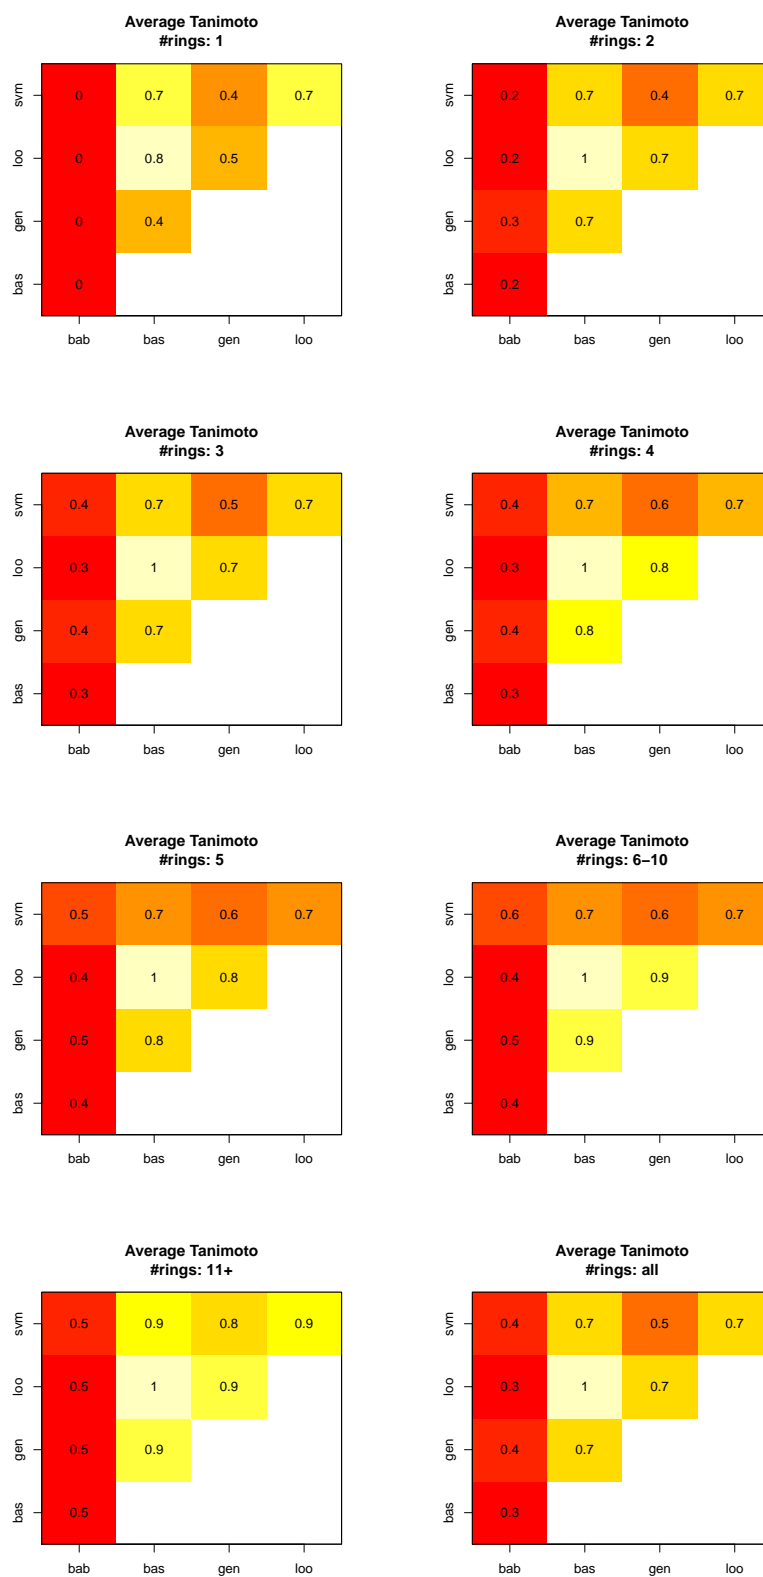 Average Tanimoto
#rings: 1
svm
0
0.7
0.4
0.7
loo
0
0.8
0.5
gen
0
0.4
bas
0
bab
bas
gen
loo
Average Tanimoto
#rings: 2
svm
0.2
0.7
0.4
0.7
loo
0.2
1
0.7
gen
0.3
0.7
bas
0.2
bab
bas
gen
loo
Average Tanimoto
#rings: 3
svm
0.4
0.7
0.5
0.7
loo
0.3
1
0.7
gen
0.4
0.7
bas
0.3
bab
bas
gen
loo
Average Tanimoto
#rings: 4
svm
0.4
0.7
0.6
0.7
loo
0.3
1
0.8
gen
0.4
0.8
bas
0.3
bab
bas
gen
loo
Average Tanimoto
#rings: 5
svm
0.5
0.7
0.6
0.7
loo
0.4
1
0.8
gen
0.5
0.8
bas
0.4
bab
bas
gen
loo
Average Tanimoto
#rings: 6−10
svm
0.6
0.7
0.6
0.7
loo
0.4
1
0.9
gen
0.5
0.9
bas
0.4
bab
bas
gen
loo
Average Tanimoto
#rings: 11+
svm
0.5
0.9
0.8
0.9
loo
0.5
1
0.9
gen
0.5
0.9
bas
0.5
bab
bas
gen
loo
Average Tanimoto
#rings: all
svm
0.4
0.7
0.5
0.7
loo
0.3
1
0.7
gen
0.4
0.7
bas
0.3
bab
bas
gen
loo